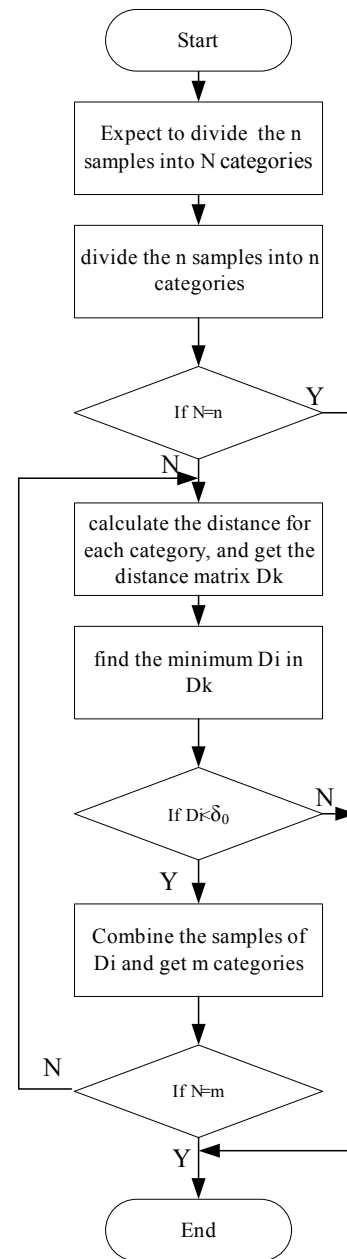 Start
Expect to divide the n
samples into N categories
divide the n samples into n
categories
If N=n
Y
N
calculate the distance for
each category, and get the
distance matrix Dk
find the minimum Di in
Dk
If Di<δ₀
N
Y
Combine the samples of
Di and get m categories
N
If N=m
Y
End